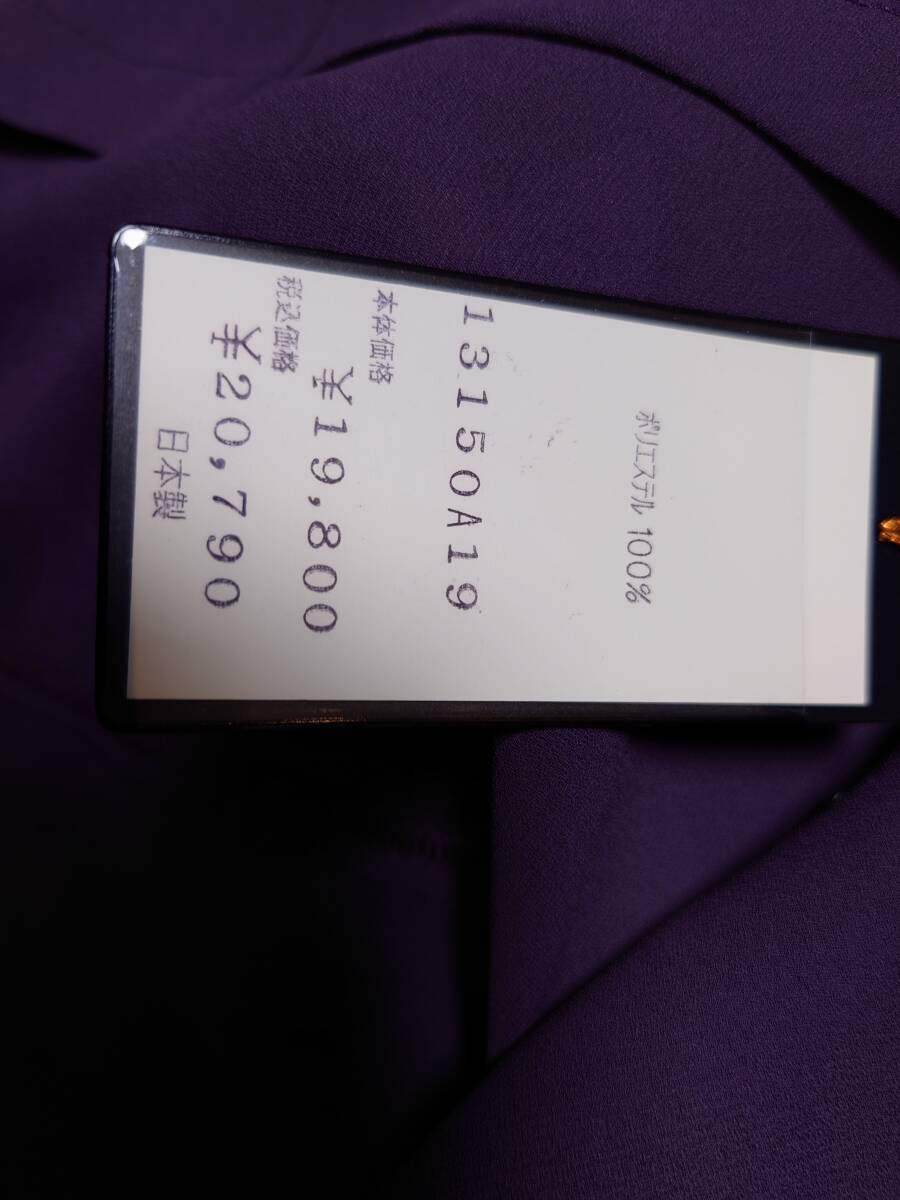 ポリエステル 100%
13150A19
本体価格
¥19,800
税込価格
¥20,790
日本製